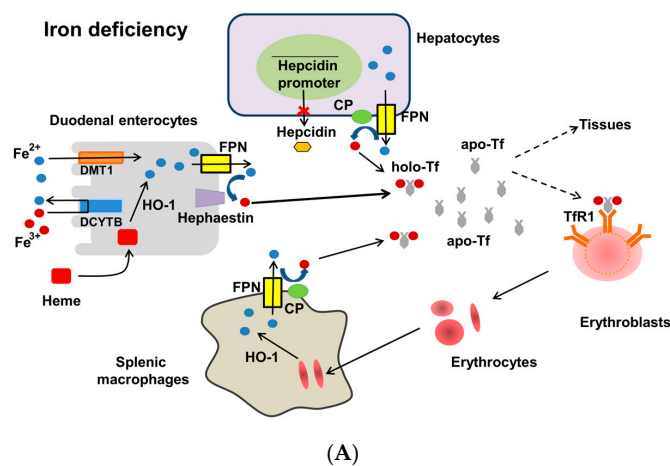 Iron deficiency
Hepatocytes
Hepcidin
promoter
CP
FPN
Hepcidin
Duodenal enterocytes
FPN
Fe2+
DMT1
HO-1
DCYTB
Fe3+
Hephaestin
Heme
holo-Tf
apo-Tf
apo-Tf
Tissues
TfR1
Erythroblasts
FPN
CP
HO-1
Splenic
macrophages
Erythrocytes
(A)